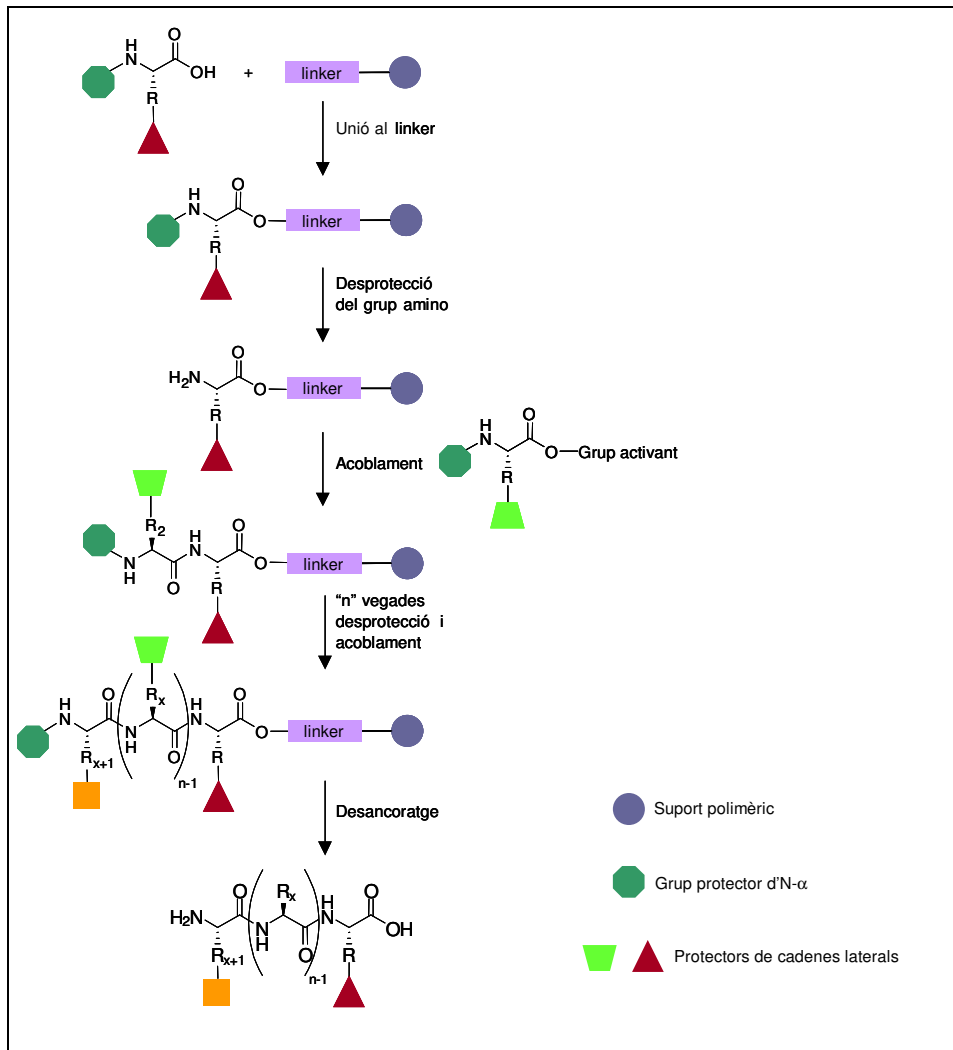 H
N
O
OH
R
+
linker
Unió al linker
H
N
O
O
R
linker
Desprotecció
del grup amino
H2N
O
O
R
linker
Acoblament
H
N
O
O
Grup activant
R
R2
N
H
O
H
N
O
O
R
linker
"n" vegades
desprotecció i
acoblament
H
N
O
Rx+1
N
H
Rx
O
n-1
H
N
O
O
R
linker
Desancoratge
H2N
O
Rx+1
N
H
Rx
O
n-1
H
N
O
OH
R
Suport polimèric
Grup protector d'N-α
Protectors de cadenes laterals